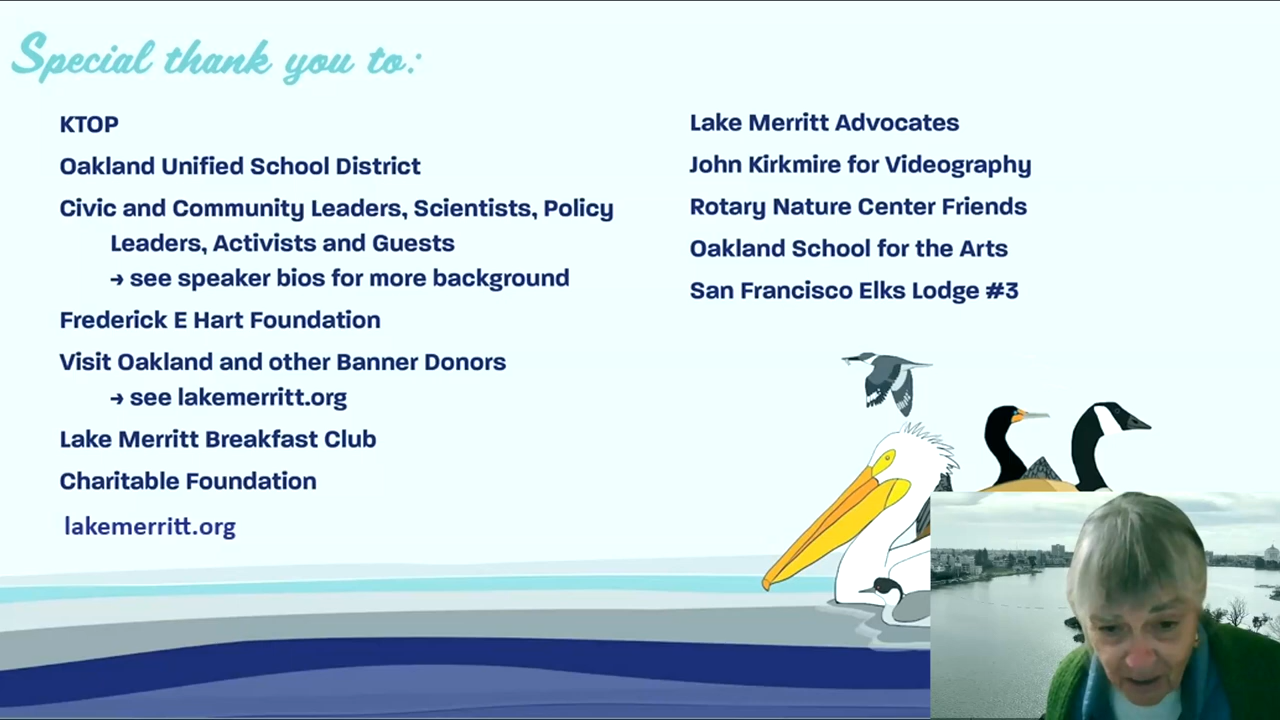 Special thank you to:
KTOP
Oakland Unified School District
Civic and Community Leaders, Scientists, Policy
Leaders, Activists and Guests
→ see speaker bios for more background
Frederick E Hart Foundation
Visit Oakland and other Banner Donors
→ see lakemerritt.org
Lake Merritt Breakfast Club
Charitable Foundation
lakemerritt.org
Lake Merritt Advocates
John Kirkmire for Videography
Rotary Nature Center Friends
Oakland School for the Arts
San Francisco Elks Lodge #3